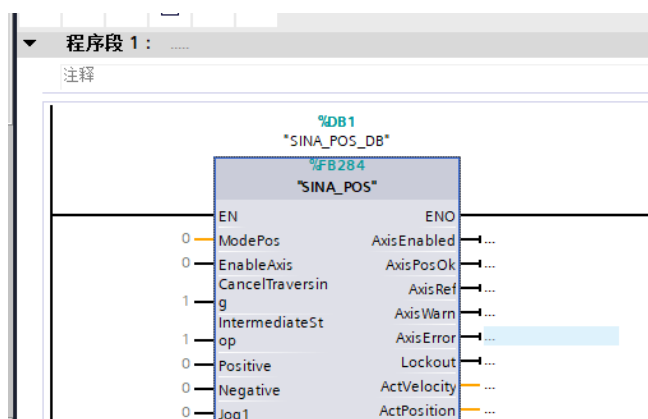 程序段 1： .....
注释
%DB1
"SINA_POS_DB"
%FB284
"SINA_POS"
EN ENO
0 ModePos AxisEnabled ...
0 EnableAxis AxisPosOk ...
CancelTraversin
1 g AxisRef ...
IntermediateSt AxisWarn ...
1 op AxisError ...
0 Positive Lockout ...
0 Negative ActVelocity ...
0 Jog1 ActPosition ...